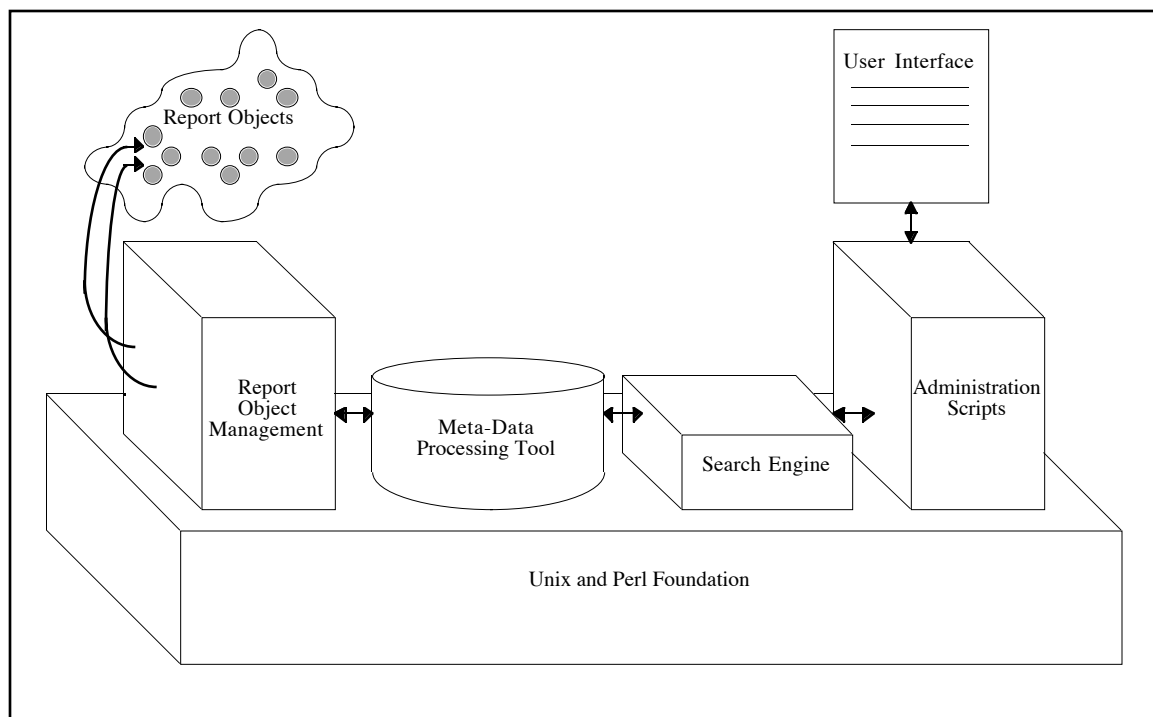 Report Objects
User Interface
Report
Object
Management
Meta-Data
Processing Tool
Search Engine
Administration
Scripts
Unix and Perl Foundation